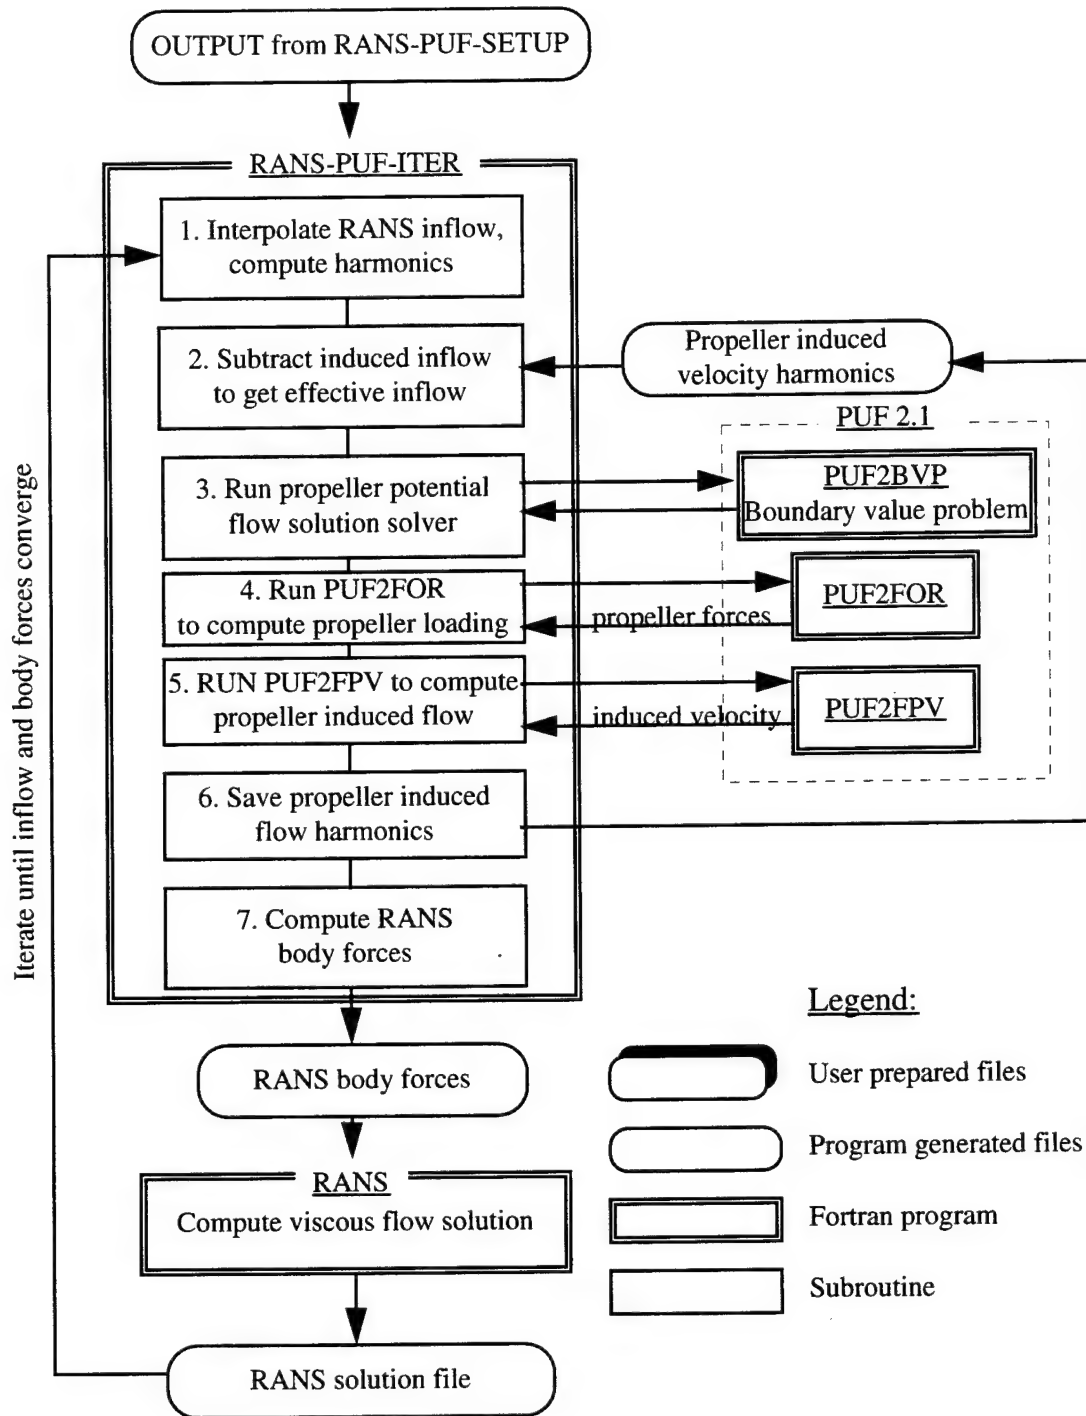 OUTPUT from RANS-PUF-SETUP
RANS-PUF-ITER
1. Interpolate RANS inflow,
compute harmonics
2. Subtract induced inflow
to get effective inflow
Propeller induced
velocity harmonics
PUF 2.1
3. Run propeller potential
flow solution solver
PUF2BVP
Boundary value problem
4. Run PUF2FOR
to compute propeller loading
propeller forces
PUF2FOR
5. RUN PUF2FPV to compute
propeller induced flow
induced velocity
PUF2FPV
6. Save propeller induced
flow harmonics
7. Compute RANS
body forces
Iterate until inflow and body forces converge
RANS body forces
RANS
Compute viscous flow solution
RANS solution file
Legend:
User prepared files
Program generated files
Fortran program
Subroutine